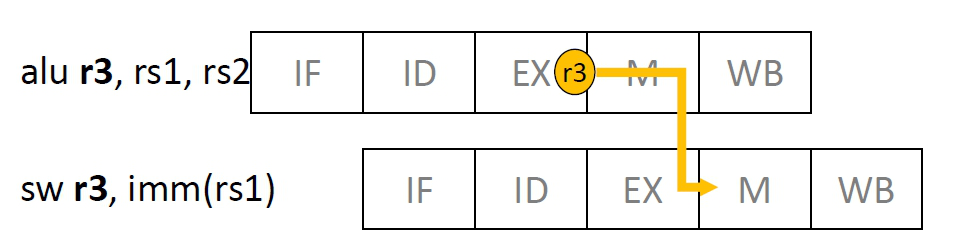 alu r3, rs1, rs2 IF ID EX r3 M WB
sw r3, imm(rs1) IF ID EX M WB